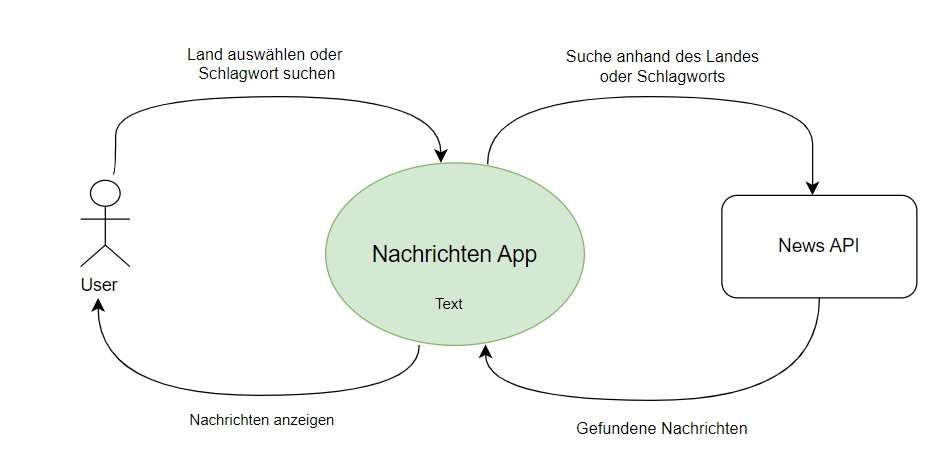 Land auswählen oder
Schlagwort suchen
Suche anhand des Landes
oder Schlagworts
News API
Nachrichten App
User
Text
Nachrichten anzeigen
Gefundene Nachrichten